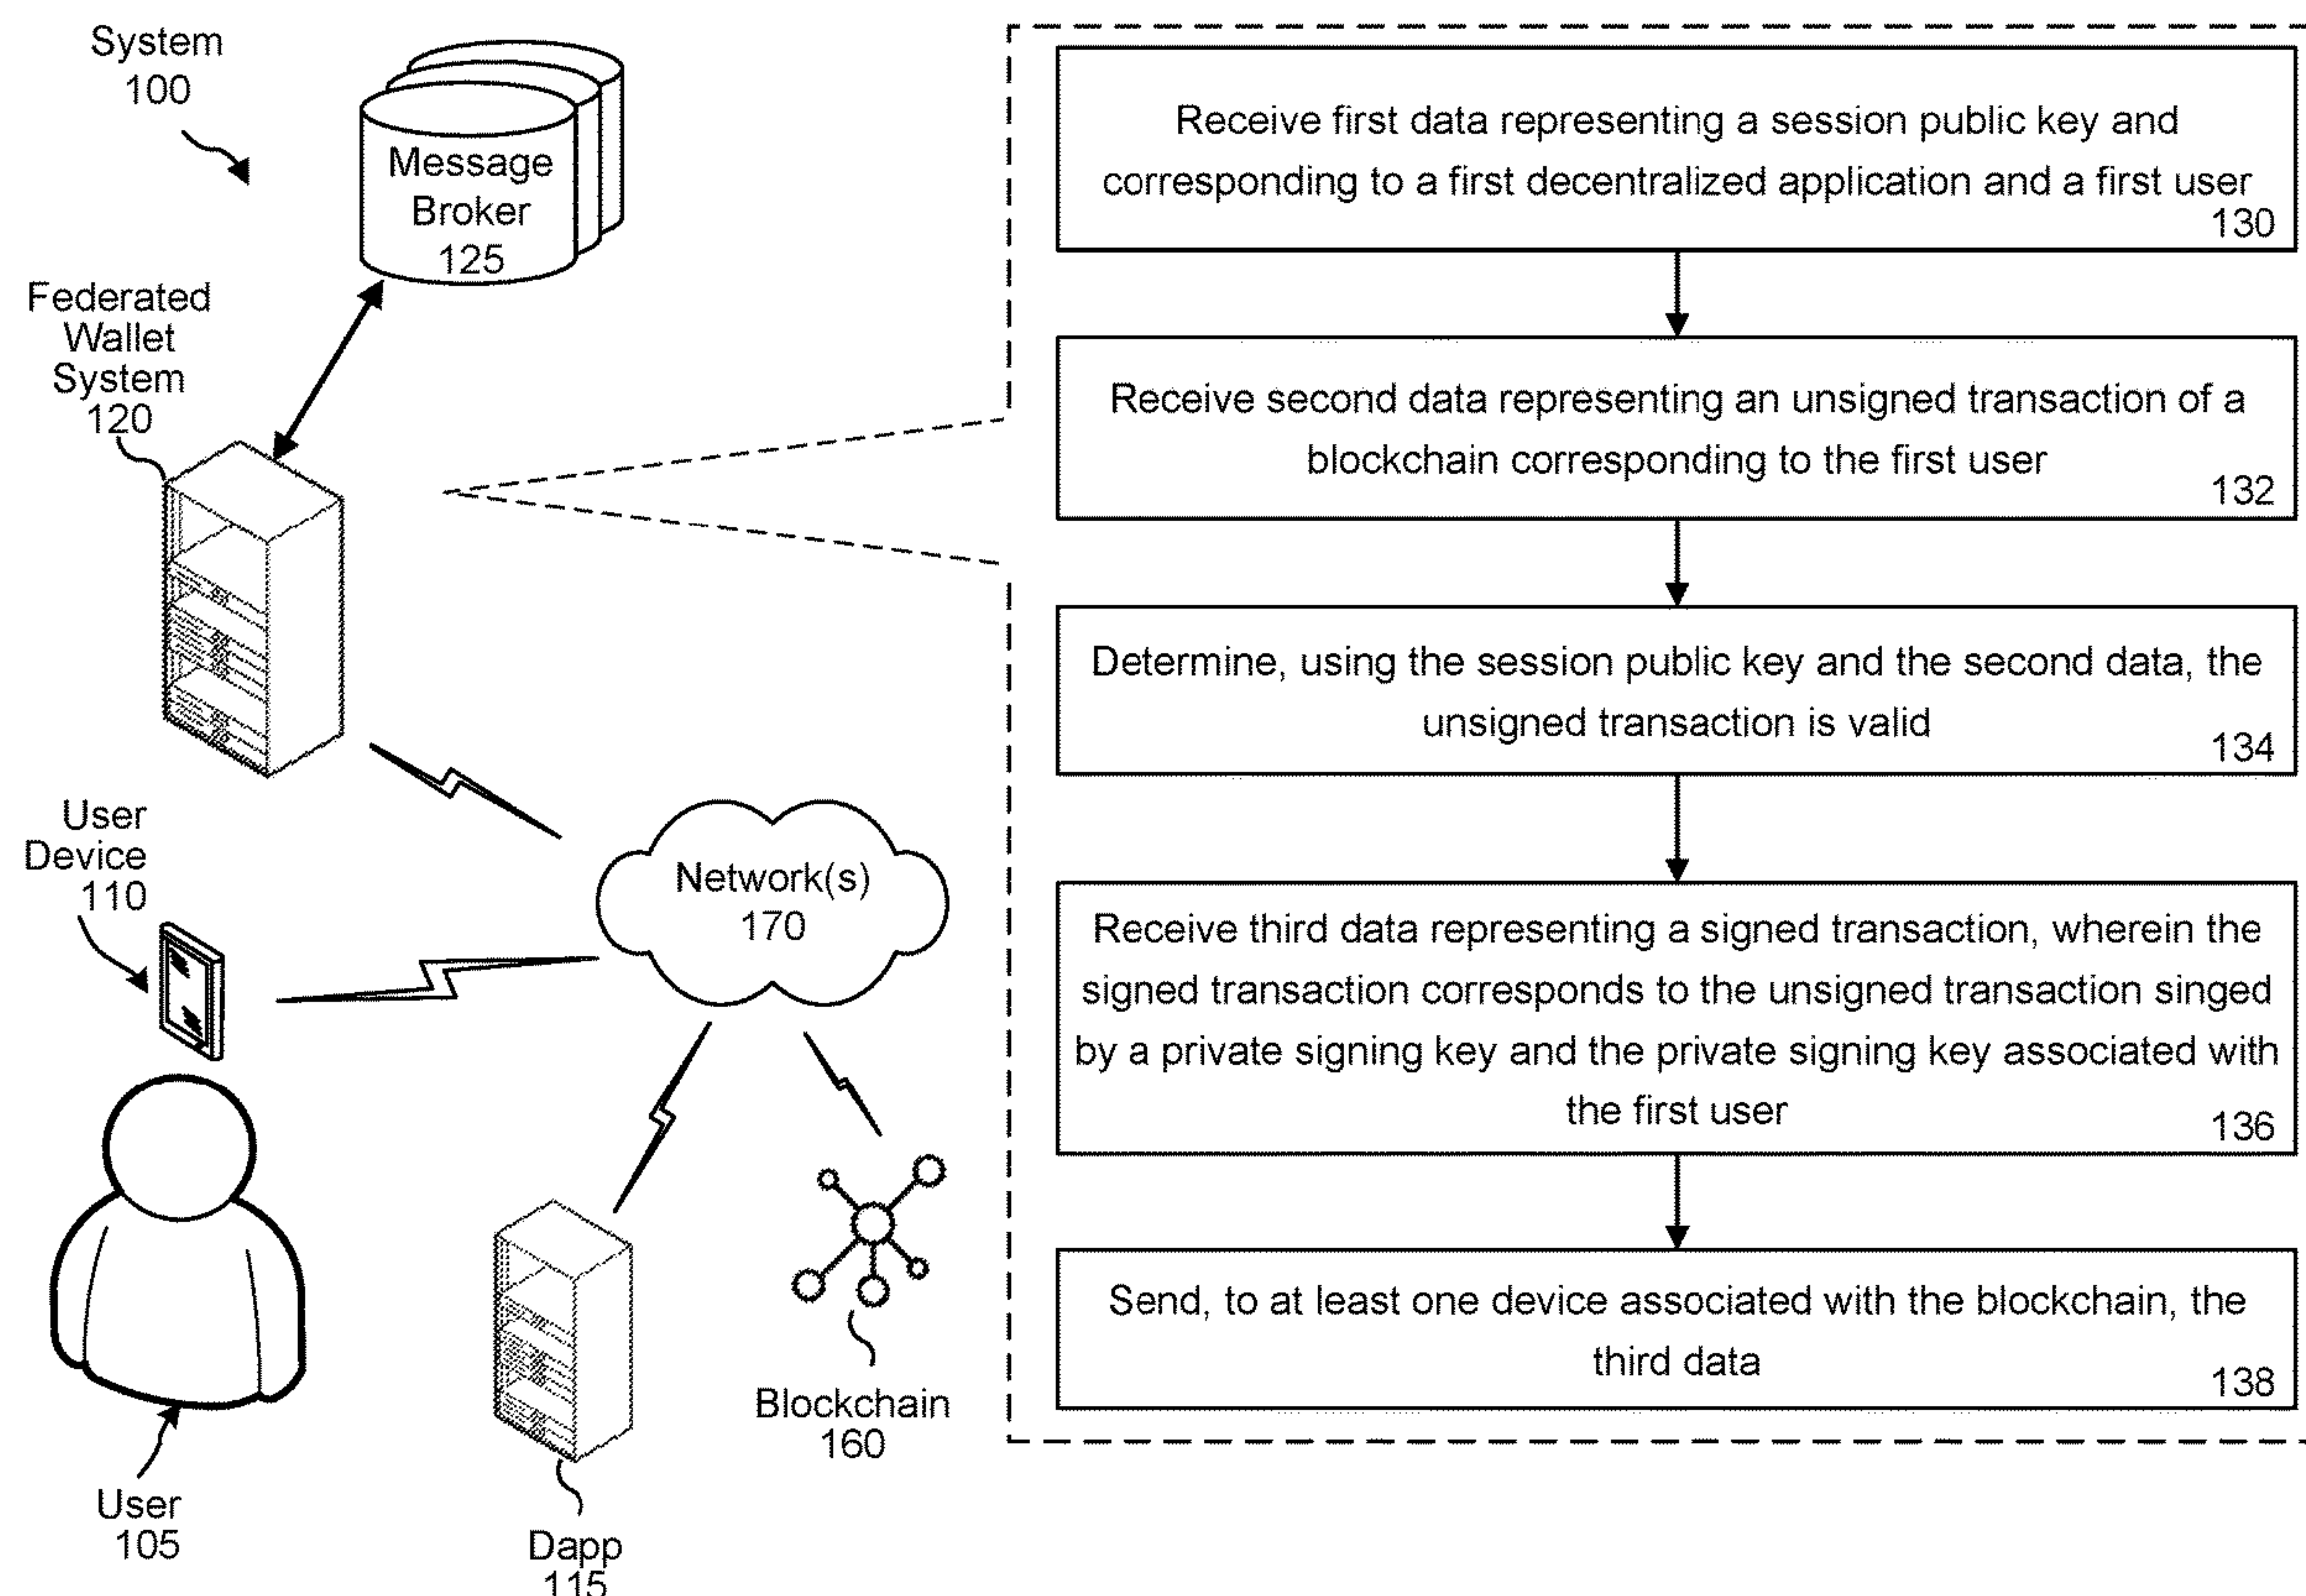 System
100
Message
Broker
125
Federated
Wallet
System
120
User
Device
110
Network(s)
170
Blockchain
160
User
105
Dapp
115
Receive first data representing a session public key and
corresponding to a first decentralized application and a first user
130
Receive second data representing an unsigned transaction of a
blockchain corresponding to the first user
132
Determine, using the session public key and the second data, the
unsigned transaction is valid
134
Receive third data representing a signed transaction, wherein the
signed transaction corresponds to the unsigned transaction singed
by a private signing key and the private signing key associated with
the first user
136
Send, to at least one device associated with the blockchain, the
third data
138